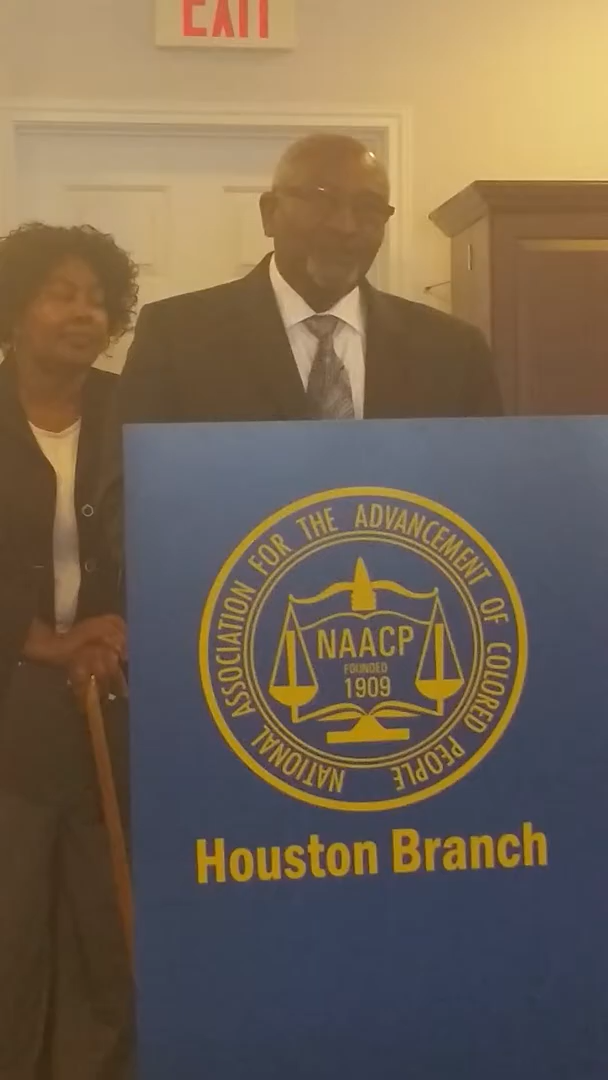 EXIT
NATIONAL ASSOCIATION FOR THE ADVANCEMENT OF COLORED PEOPLE
NAACP
FOUNDED
1909
Houston Branch